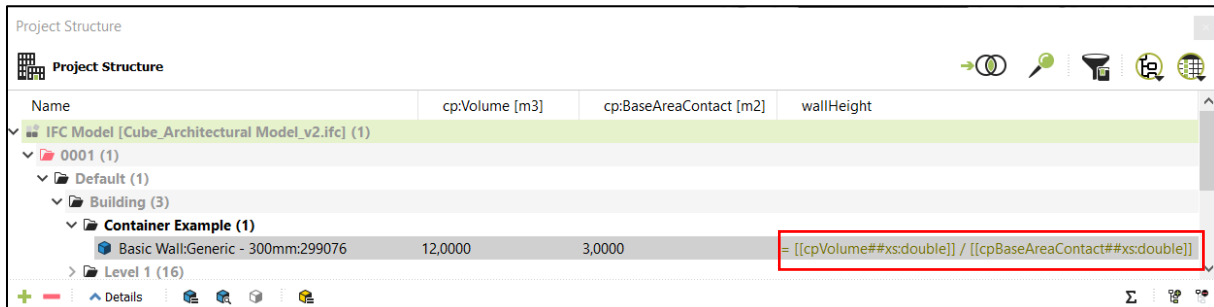 Project Structure
Project Structure
Name cp:Volume [m3] cp:BaseAreaContact [m2] wallHeight
IFC Model [Cube_Architectural Model_v2.ifc] (1)
0001 (1)
Default (1)
Building (3)
Container Example (1)
Basic Wall:Generic - 300mm:299076 12,0000 3,0000 = [[cpVolume##xs:double]] / [[cpBaseAreaContact##xs:double]]
Level 1 (16)
Details Σ